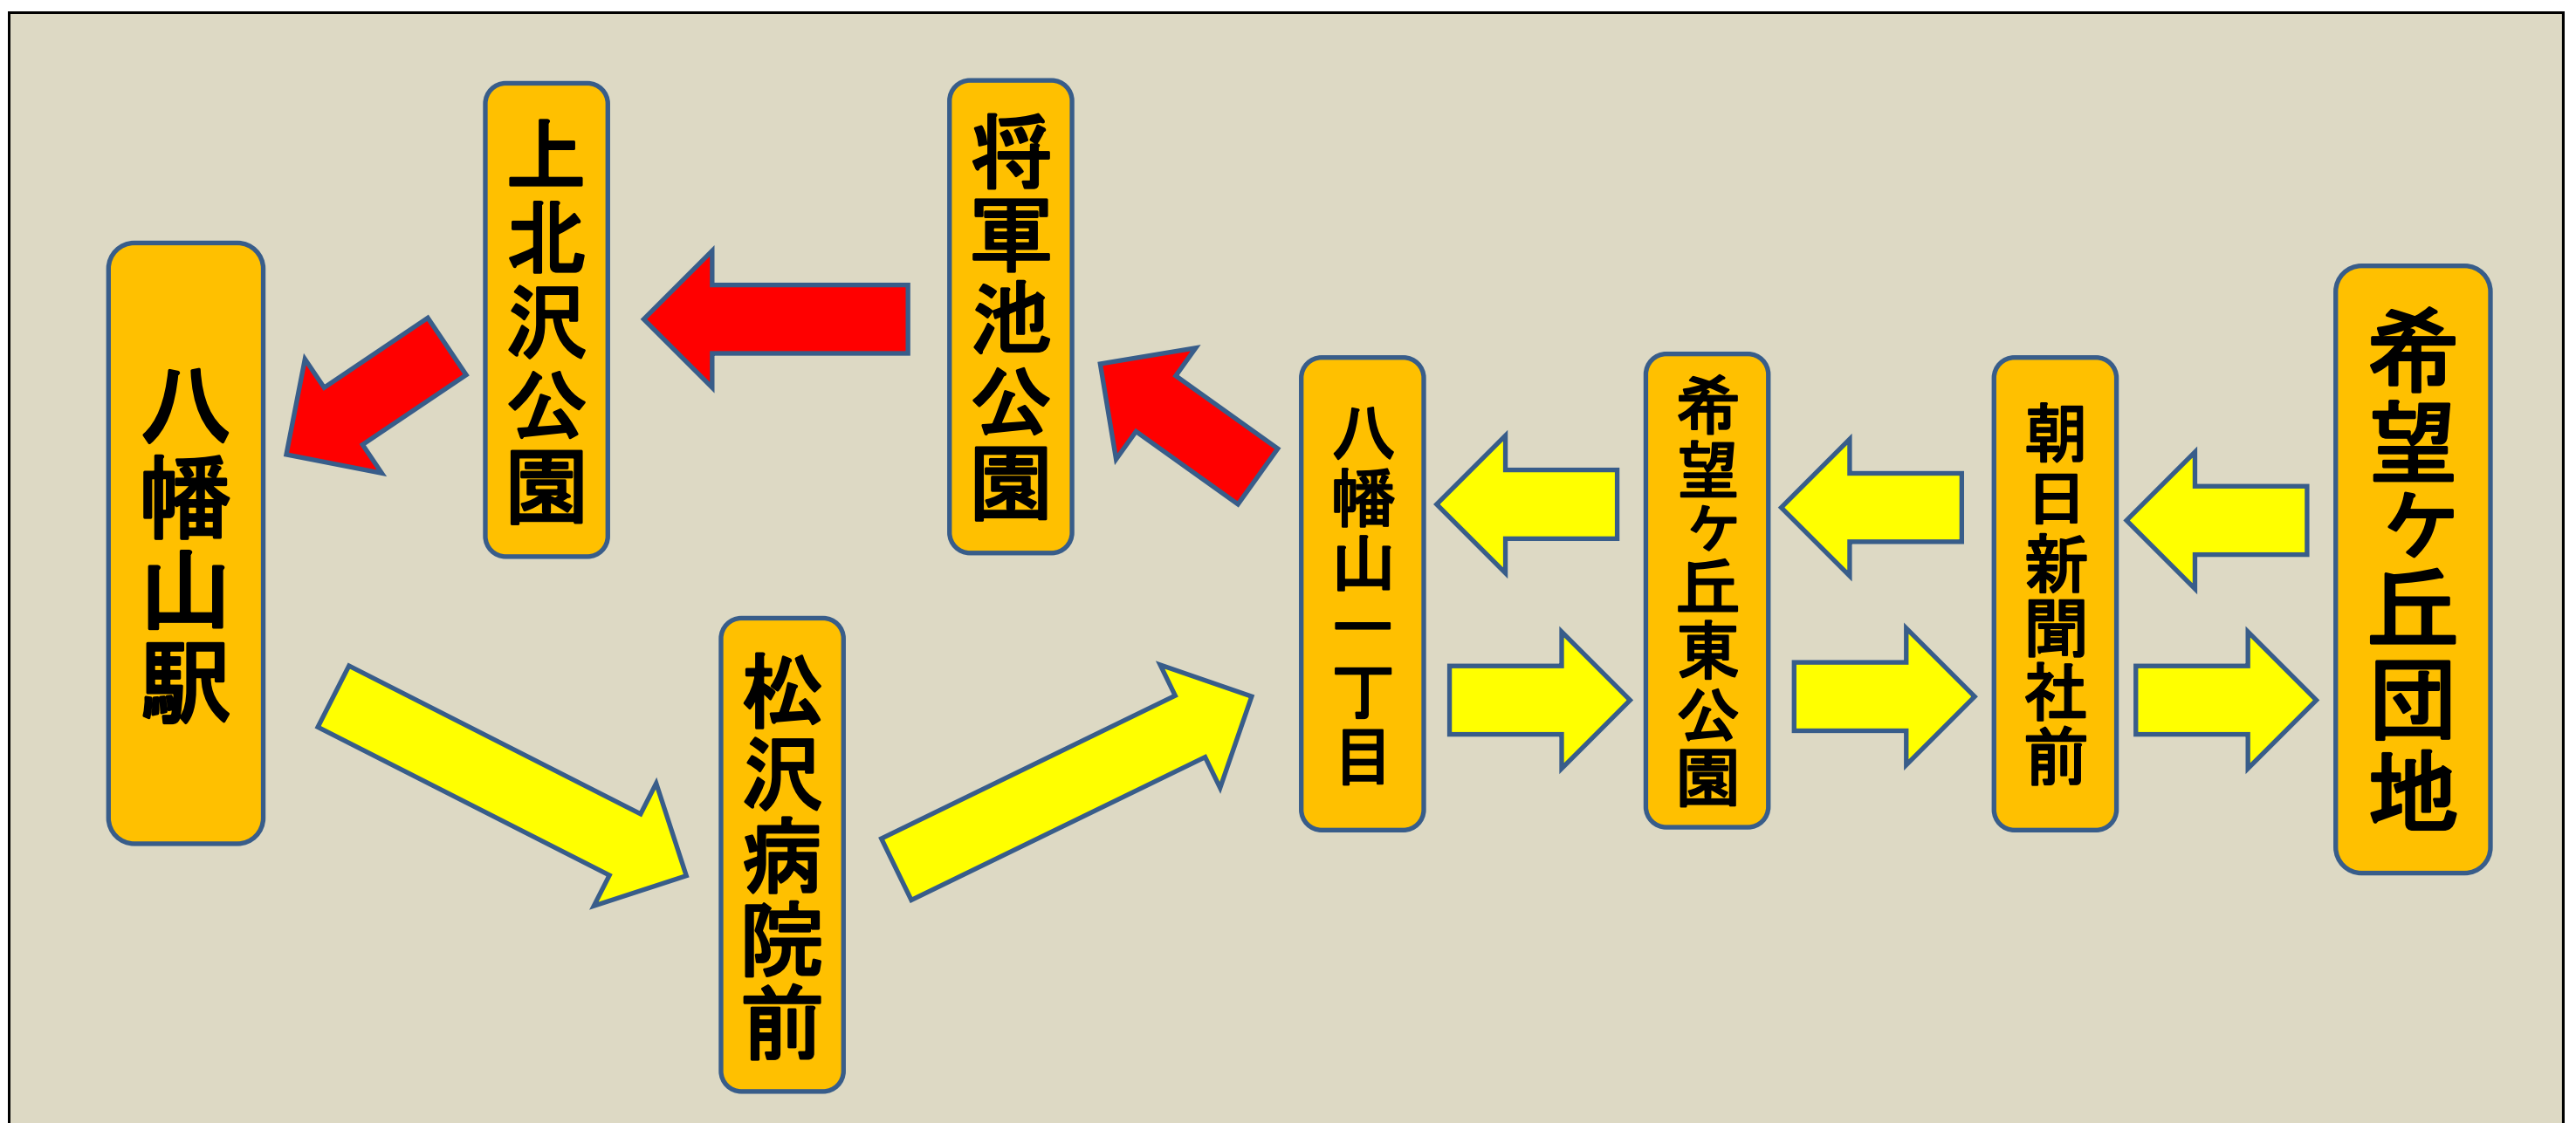 八幡山駅
上北沢公園
将軍池公園
松沢病院前
八幡山一丁目
希望ヶ丘東公園
朝日新聞社前
希望ヶ丘団地